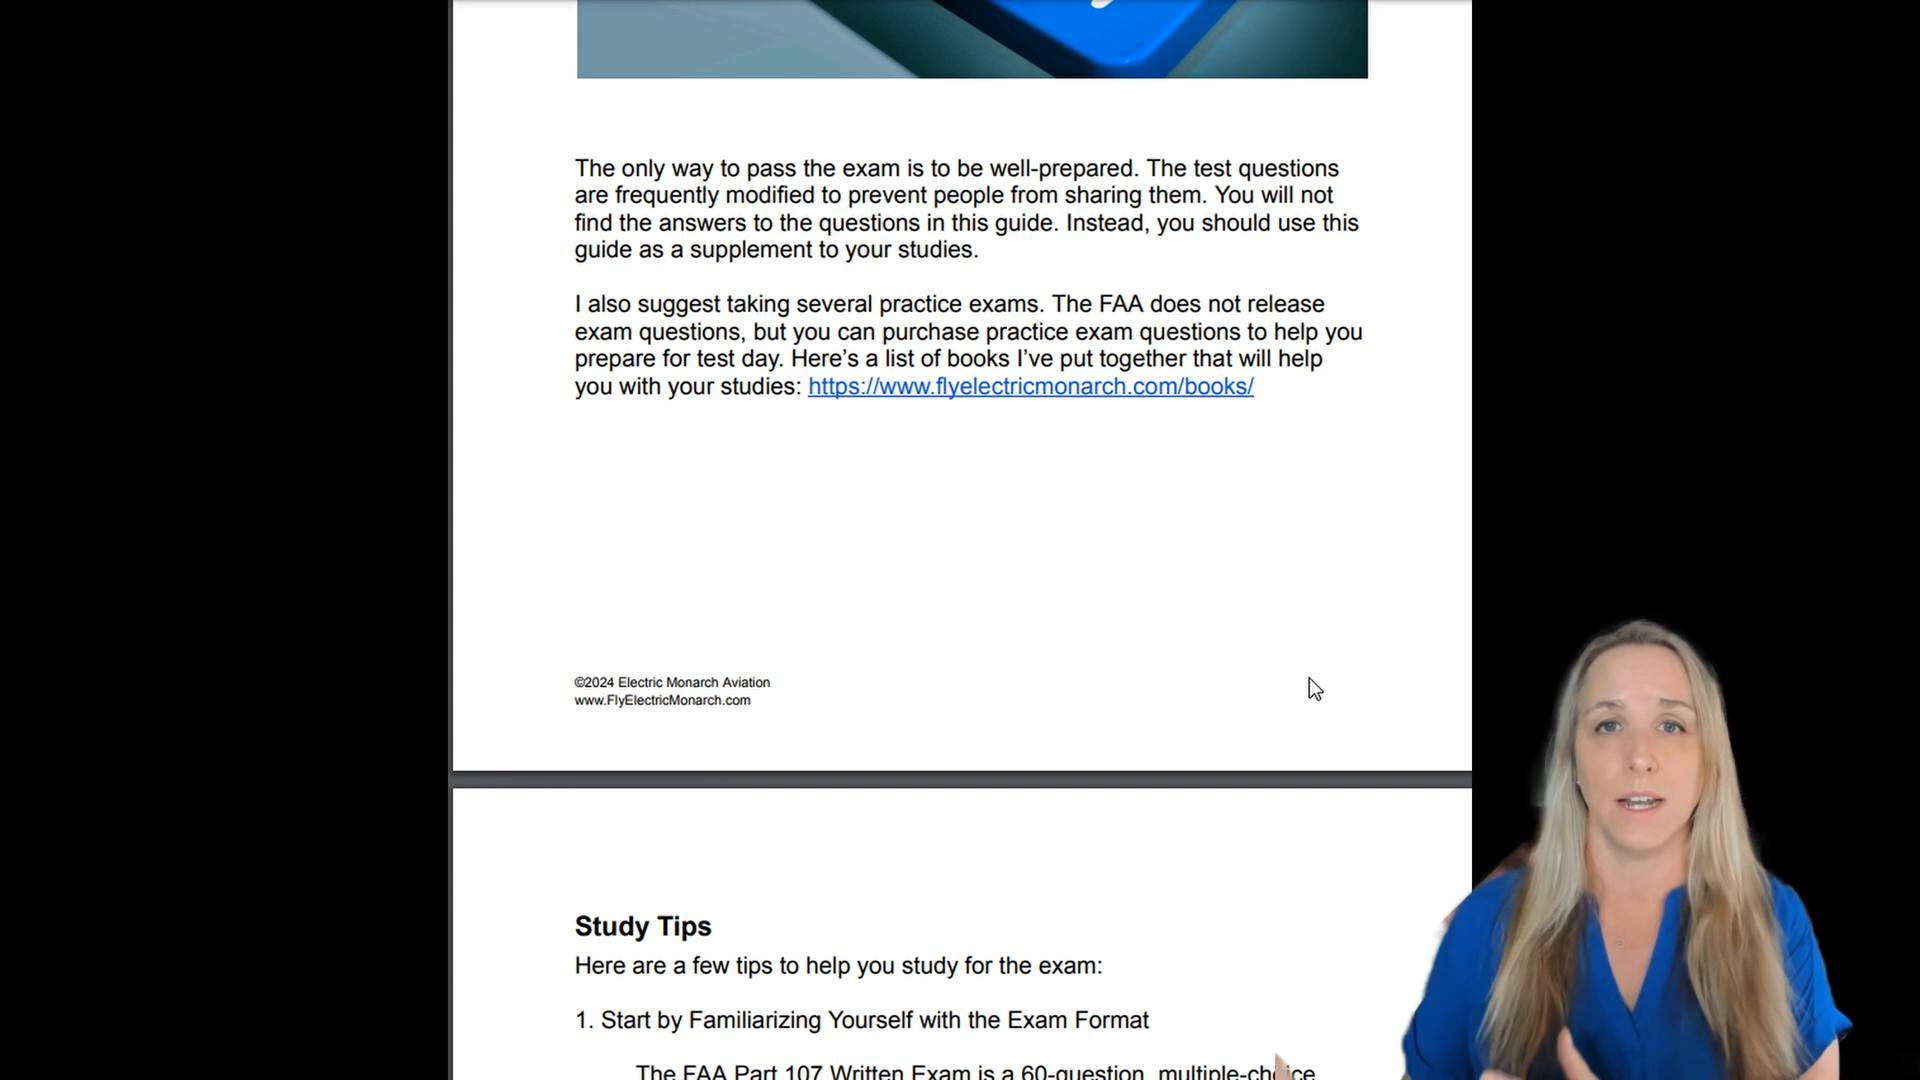 The only way to pass the exam is to be well-prepared. The test questions
are frequently modified to prevent people from sharing them. You will not
find the answers to the questions in this guide. Instead, you should use this
guide as a supplement to your studies.
I also suggest taking several practice exams. The FAA does not release
exam questions, but you can purchase practice exam questions to help you
prepare for test day. Here’s a list of books I’ve put together that will help
you with your studies: https://www.flyelectricmonarch.com/books/
©2024 Electric Monarch Aviation
www.FlyElectricMonarch.com
Study Tips
Here are a few tips to help you study for the exam:
1. Start by Familiarizing Yourself with the Exam Format
The FAA Part 107 Written Exam is a 60-question, multiple-choice